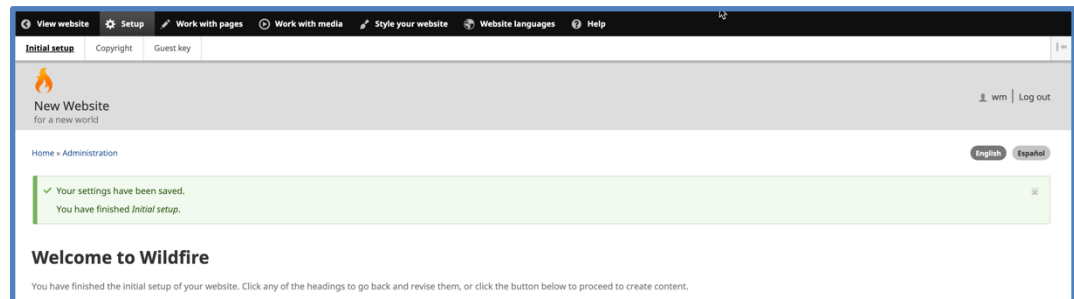 View website Setup Work with pages Work with media Style your website Website languages Help
Initial setup Copyright Guest key
New Website
for a new world
wm Log out
Home » Administration
English Español
Your settings have been saved.
You have finished Initial setup.
Welcome to Wildfire
You have finished the initial setup of your website. Click any of the headings to go back and revise them, or click the button below to proceed to create content.